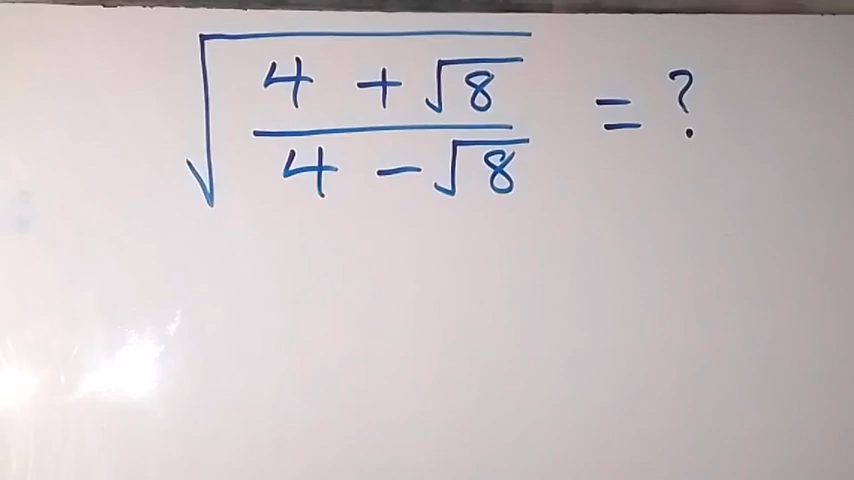 √((4 + √8)/(4 − √8)) = ?